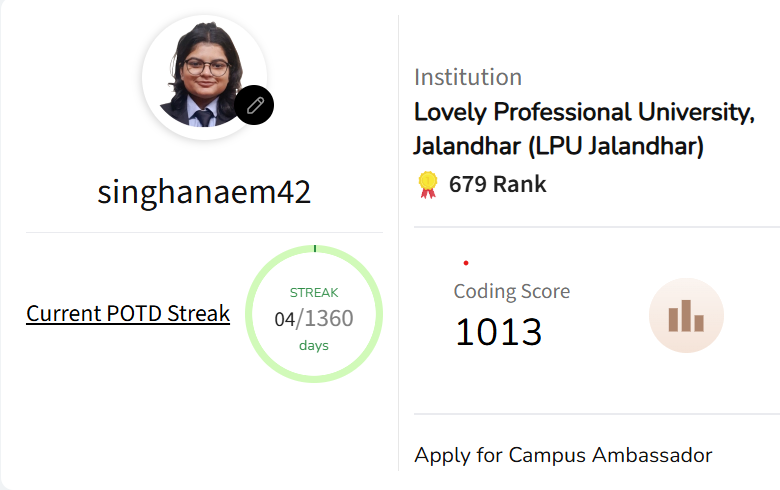 singhanaem42
Current POTD Streak
STREAK
04/1360
days
Institution
Lovely Professional University,
Jalandhar (LPU Jalandhar)
679 Rank
Coding Score
1013
Apply for Campus Ambassador